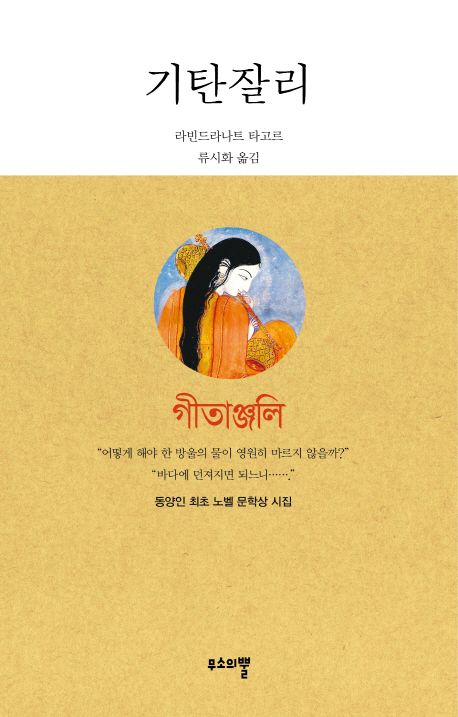 기탄잘리
라빈드라나트 타고르
류시화 옮김
গীতাঞ্জলি
“어떻게 해야 한 방울의 물이 영원히 마르지 않을까?”
“바다에 던져지면 되느니…….”
동양인 최초 노벨 문학상 시집
무소의뿔